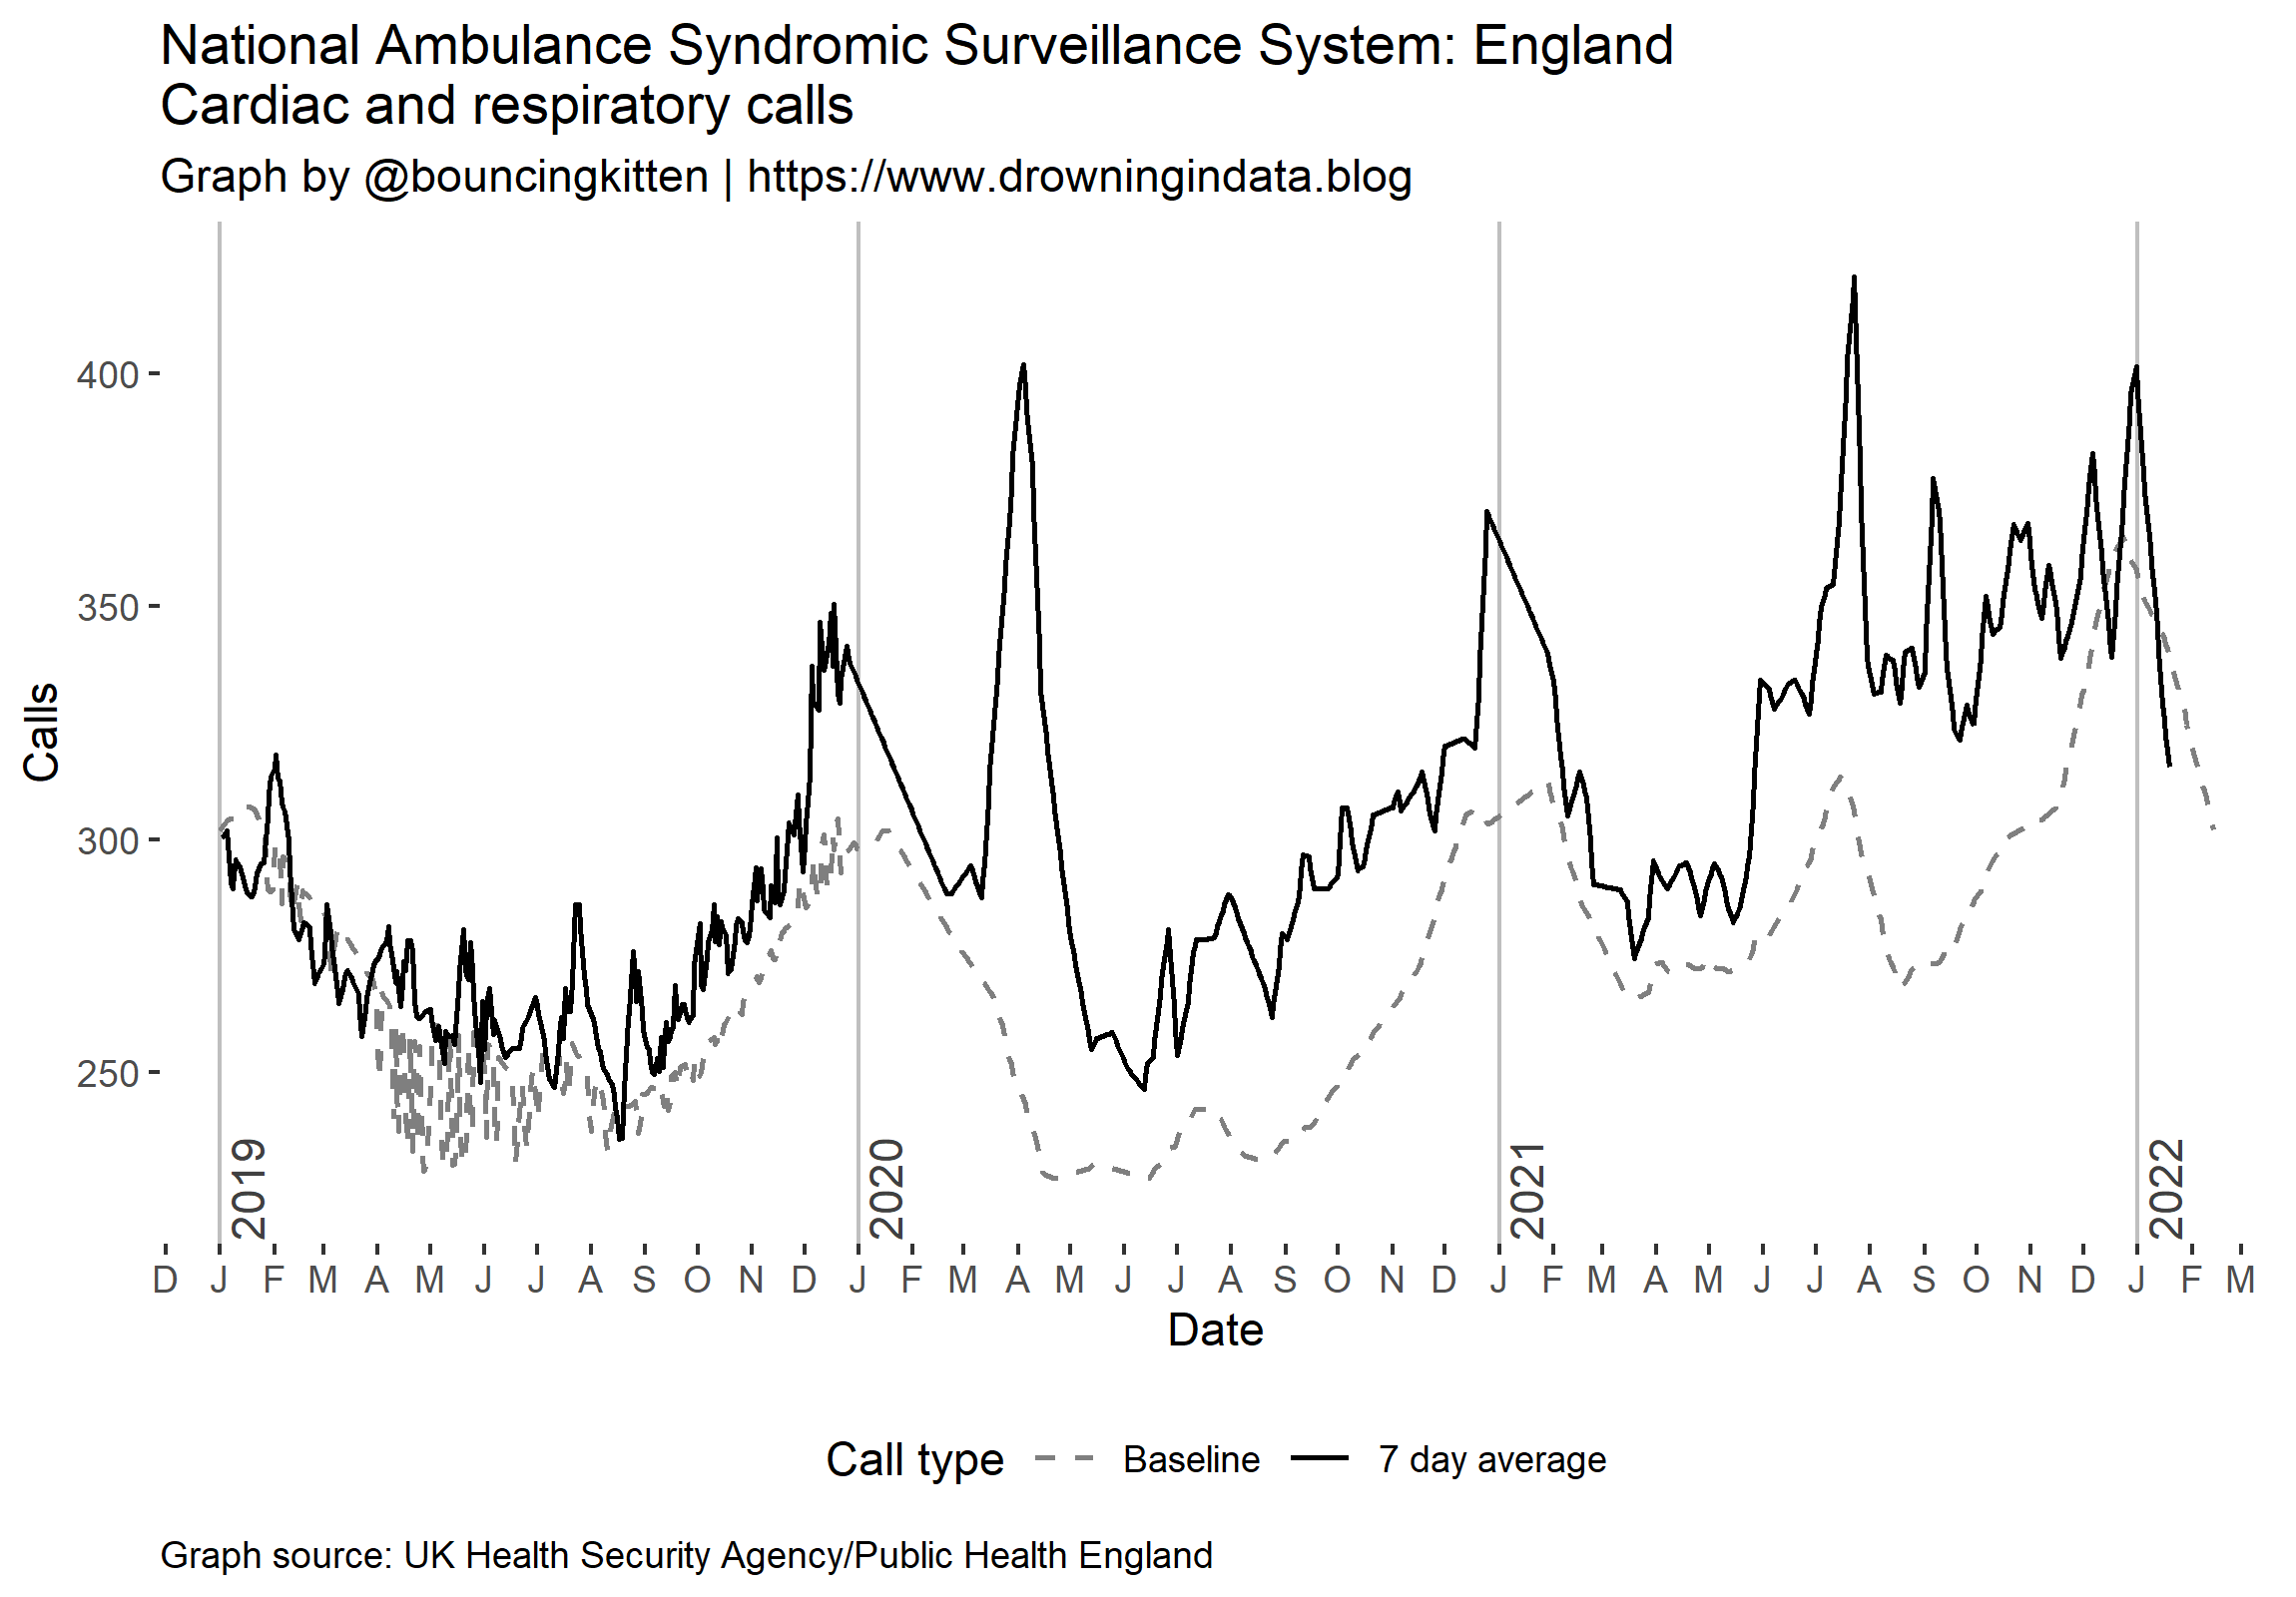 National Ambulance Syndromic Surveillance System: England
Cardiac and respiratory calls
Graph by @bouncingkitten | https://www.drowningindata.blog
Calls
400
350
300
250
2019
2020
2021
2022
D J F M A M J J A S O N D J F M A M J J A S O N D J F M A M J J A S O N D J F M
Date
Call type Baseline 7 day average
Graph source: UK Health Security Agency/Public Health England